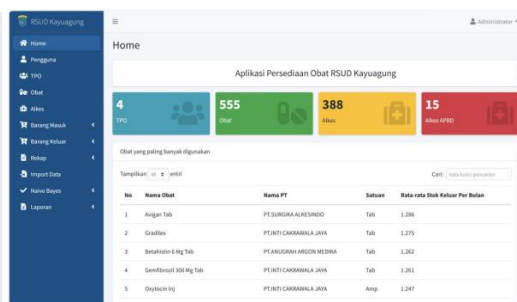 RSUD Kayuagung
Administrator
Home
Pengguna
TPO
Obat
Alkes
Barang Masuk
Barang Keluar
Rekap
Import Data
Naive Bayes
Laporan
Home
Aplikasi Persediaan Obat RSUD Kayuagung
4
TPO
555
Obat
388
Alkes
15
Alkes APBD
Obat yang paling banyak digunakan
Tampilkan 10 entri
Cari: kata kunci pencarian
No Nama Obat Nama PT Satuan Rata-rata Stok Keluar Per Bulan
1 Avigan Tab PT.SURGIKA ALKESINDO Tab 1.286
2 Gradilex PT.INTI CAKRAWALA JAYA Tab 1.275
3 Betahistin 6 Mg Tab PT.ANUGRAH ARGON MEDIKA Tab 1.262
4 Gemfibrozil 300 Mg Tab PT.INTI CAKRAWALA JAYA Tab 1.261
5 Oxytocin Inj PT.INTI CAKRAWALA JAYA Amp 1.247